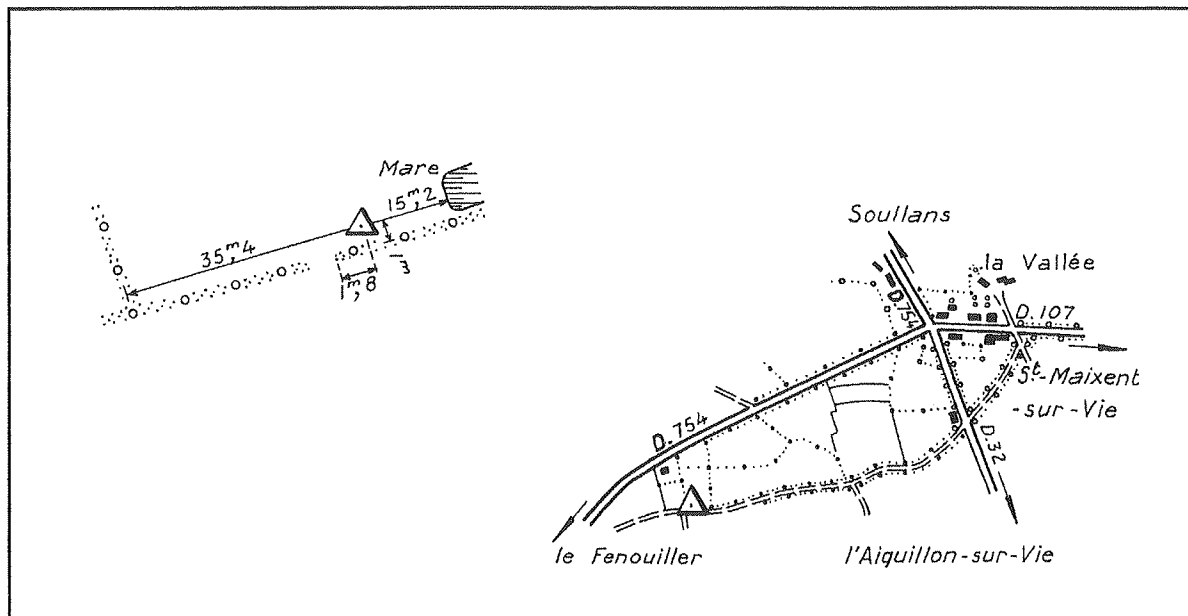 Mare
15m,2
35m,4
1m,8
Soullans
la Vallée
D.754
D.107
St-Maixent
-sur-Vie
D.754
D.32
le Fenouiller
l'Aiguillon-sur-Vie